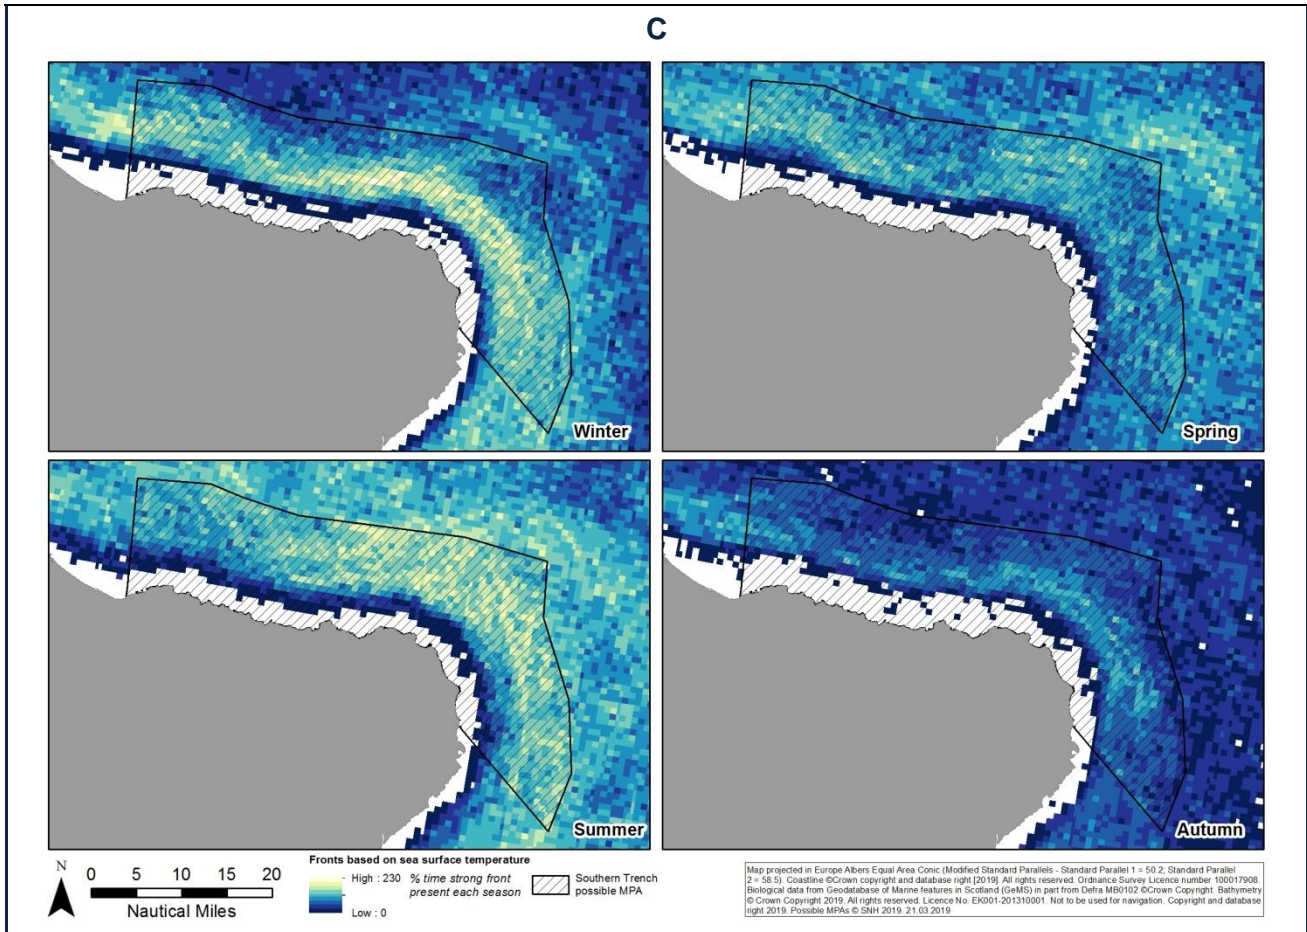 C
Winter
Spring
Summer
Autumn
N
0 5 10 15 20
Nautical Miles
Fronts based on sea surface temperature
High : 230
% time strong front
present each season
Low : 0
Southern Trench
possible MPA
Map projected in Europe Albers Equal Area Conic (Modified Standard Parallels - Standard Parallel 1 = 50.2; Standard Parallel
2 = 58.5) Coastline ©Crown copyright and database right [2019]. All rights reserved. Ordnance Survey Licence number 100017908.
Biological data from Geodatabase of Marine features in Scotland (GeMS) in part from Defra MB0102 ©Crown Copyright. Bathymetry
© Crown Copyright 2019. All rights reserved. Licence No. EK001-201310001. Not to be used for navigation. Copyright and database
right 2019. Possible MPAs © SNH 2019. 21.03.2019